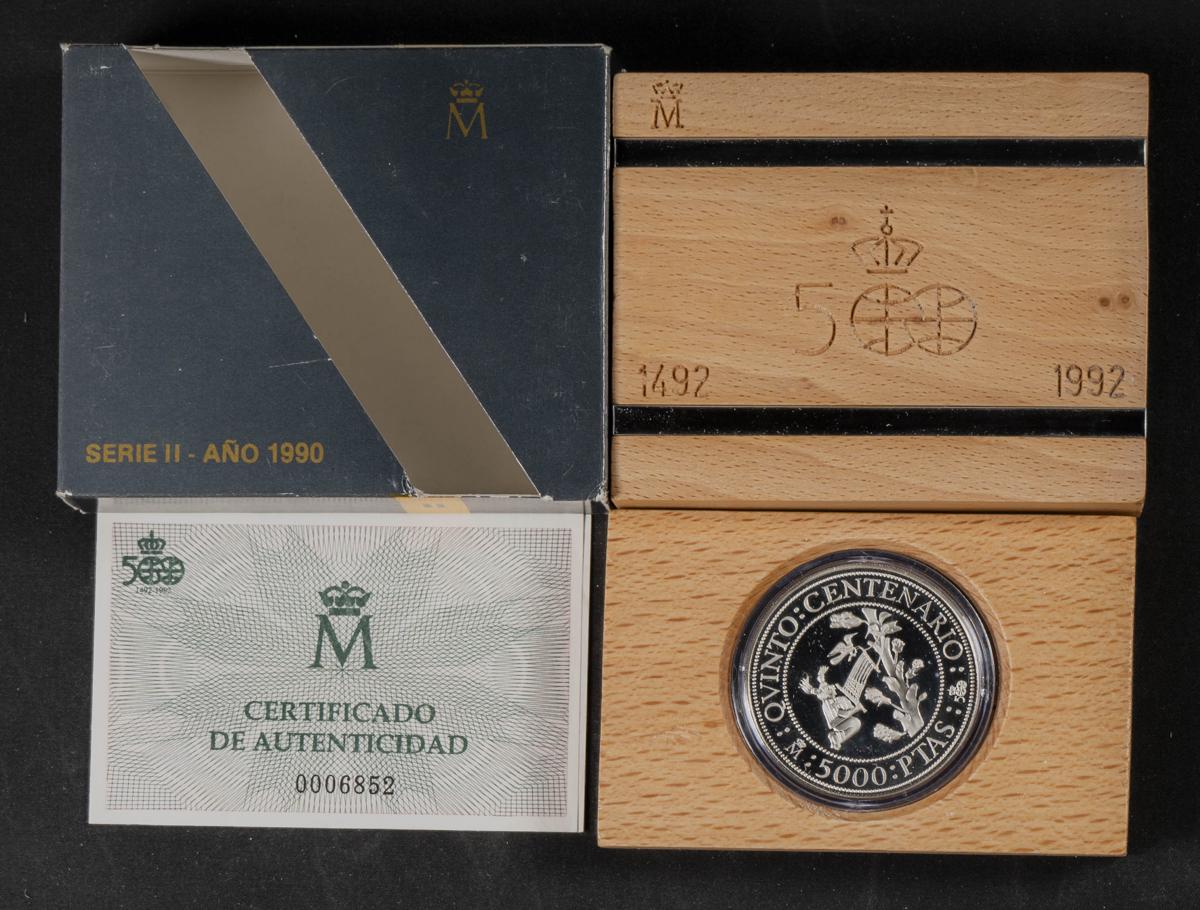 M
SERIE II - AÑO 1990
M
500
1492
1992
500
1492-1992
M
CERTIFICADO
DE AUTENTICIDAD
0006852
QVINTO:CENTENARIO:
M:5000:PTAS: